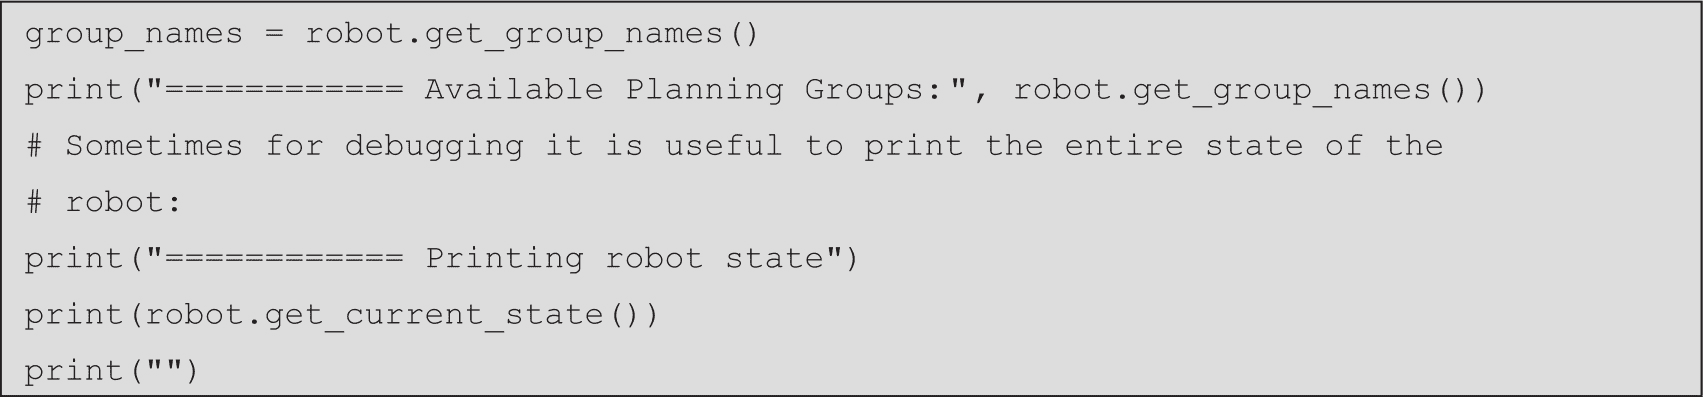 group_names = robot.get_group_names()
print("============ Available Planning Groups:", robot.get_group_names())
# Sometimes for debugging it is useful to print the entire state of the
# robot:
print("============ Printing robot state")
print(robot.get_current_state())
print("")